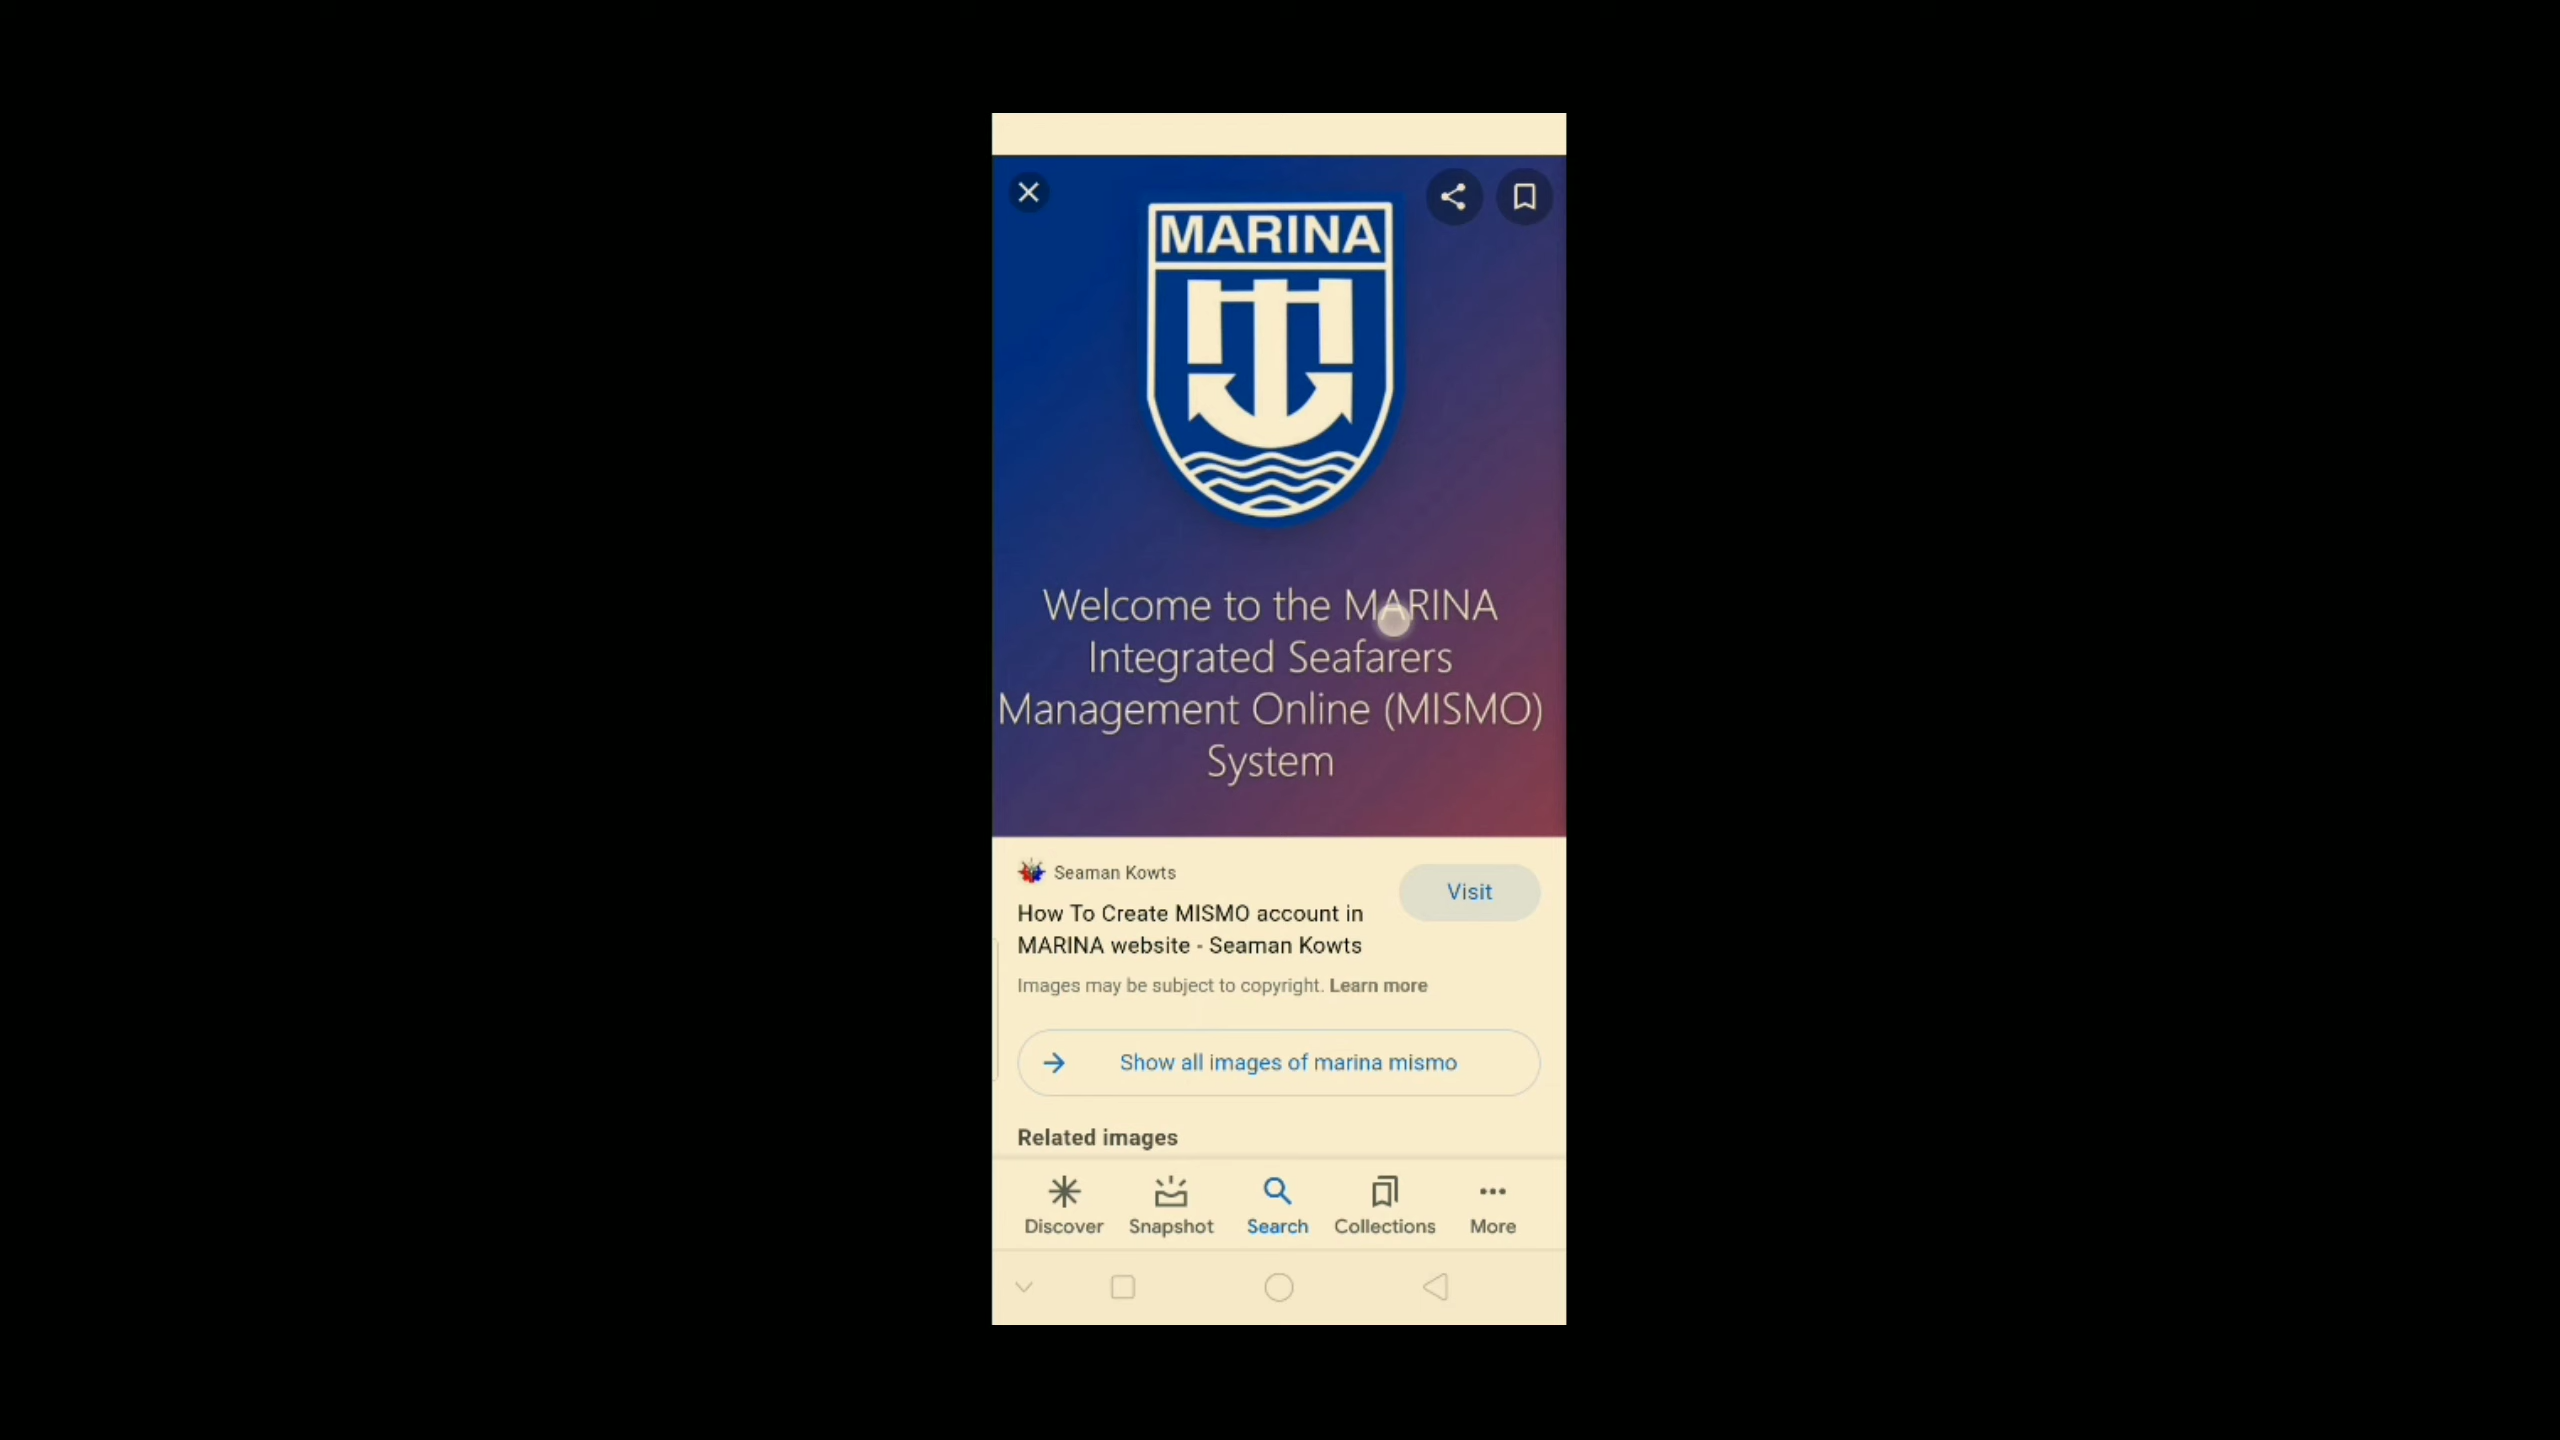 MARINA
Welcome to the MARINA
Integrated Seafarers
Management Online (MISMO)
System
Seaman Kowts
Visit
How To Create MISMO account in
MARINA website - Seaman Kowts
Images may be subject to copyright. Learn more
Show all images of marina mismo
Related images
Discover Snapshot Search Collections More